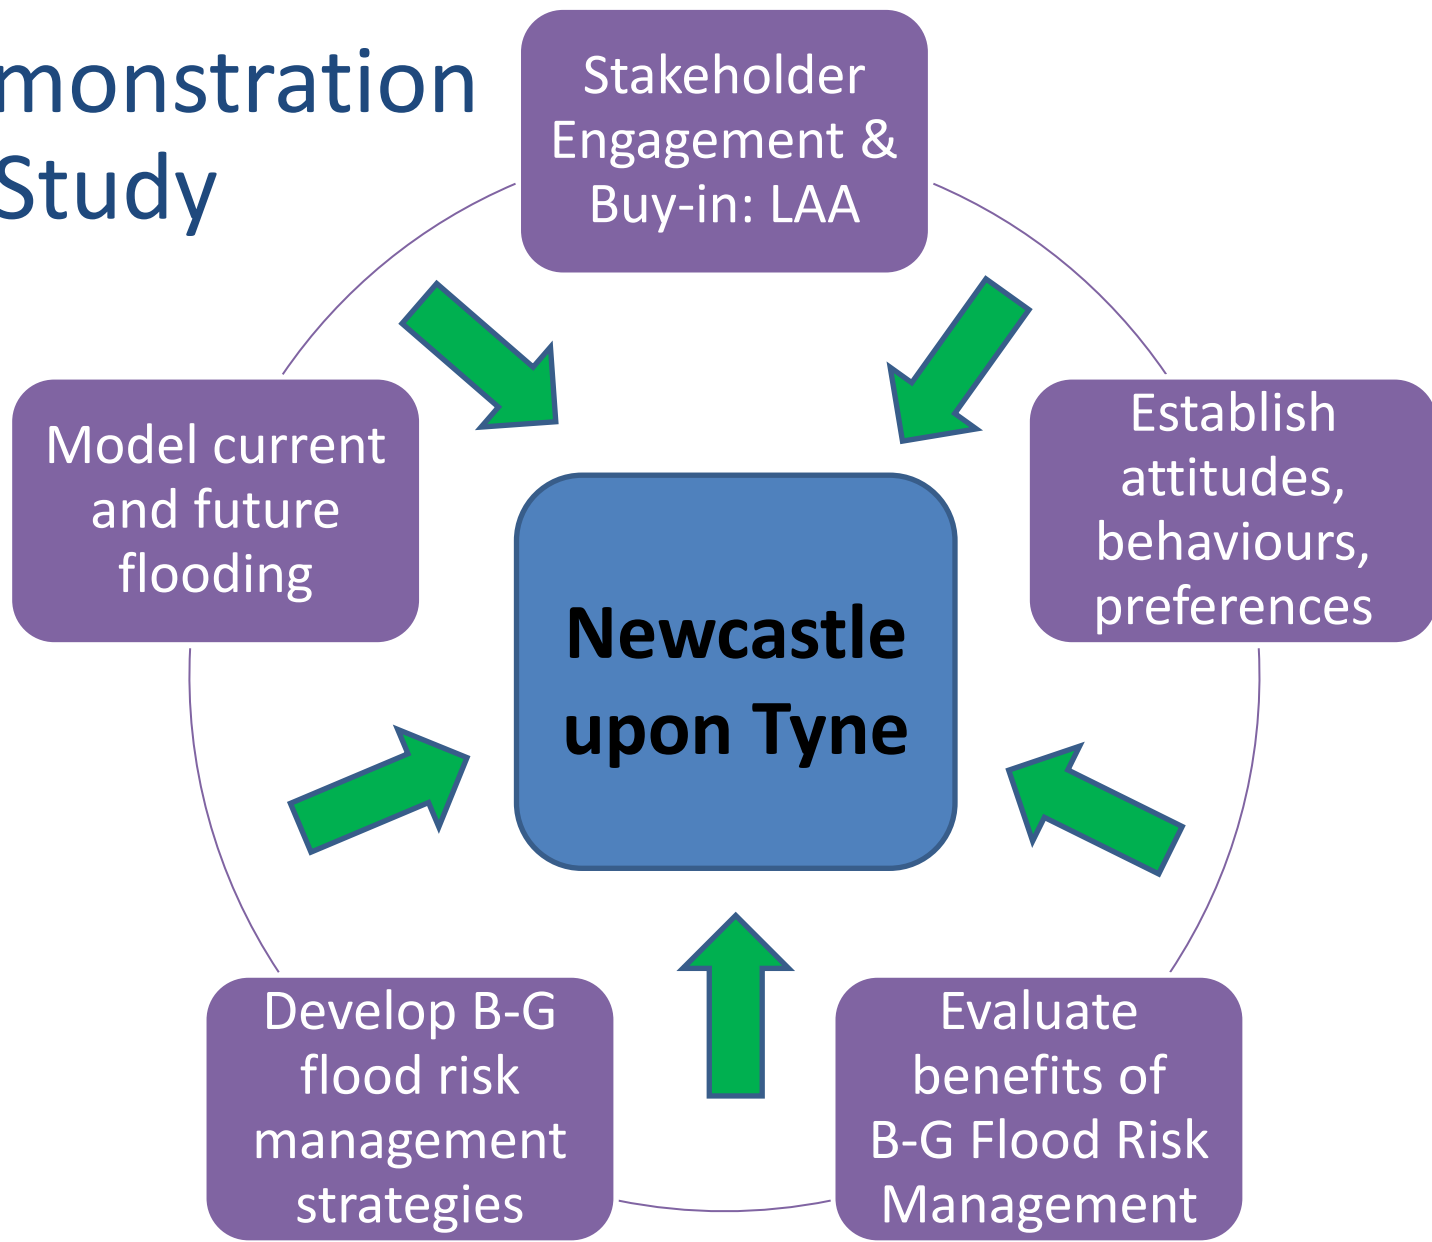 monstration
Study
Stakeholder
Engagement &
Buy-in: LAA
Model current
and future
flooding
Establish
attitudes,
behaviours,
preferences
Newcastle
upon Tyne
Develop B-G
flood risk
management
strategies
Evaluate
benefits of
B-G Flood Risk
Management